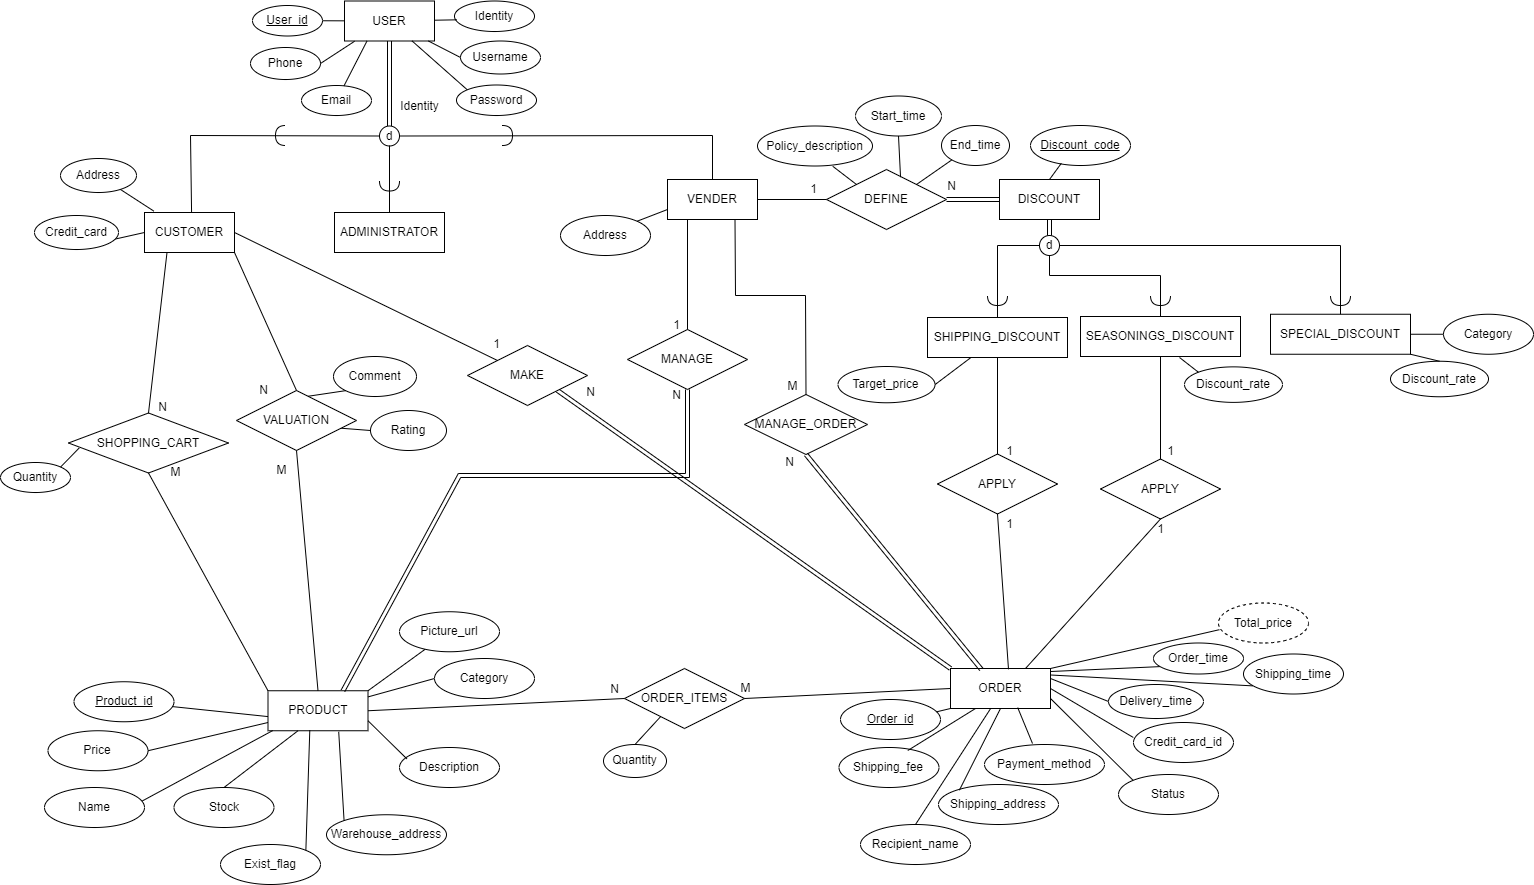 User_id
USER
Identity
Phone
Username
Email
Password
Identity
d
Start_time
Policy_description
End_time
Discount_code
Address
VENDER
1
DEFINE
N
DISCOUNT
Credit_card
CUSTOMER
ADMINISTRATOR
Address
d
SHIPPING_DISCOUNT
SEASONINGS_DISCOUNT
SPECIAL_DISCOUNT
Category
1
MAKE
N
1
MANAGE
N
Target_price
Discount_rate
Discount_rate
Comment
N
VALUATION
Rating
M
N
SHOPPING_CART
M
Quantity
M
MANAGE_ORDER
N
1
APPLY
1
1
APPLY
1
Picture_url
Category
Product_id
PRODUCT
Price
Description
Name
Stock
Warehouse_address
Exist_flag
N
ORDER_ITEMS
M
Quantity
Total_price
Order_time
Shipping_time
ORDER
Delivery_time
Order_id
Credit_card_id
Shipping_fee
Payment_method
Status
Shipping_address
Recipient_name